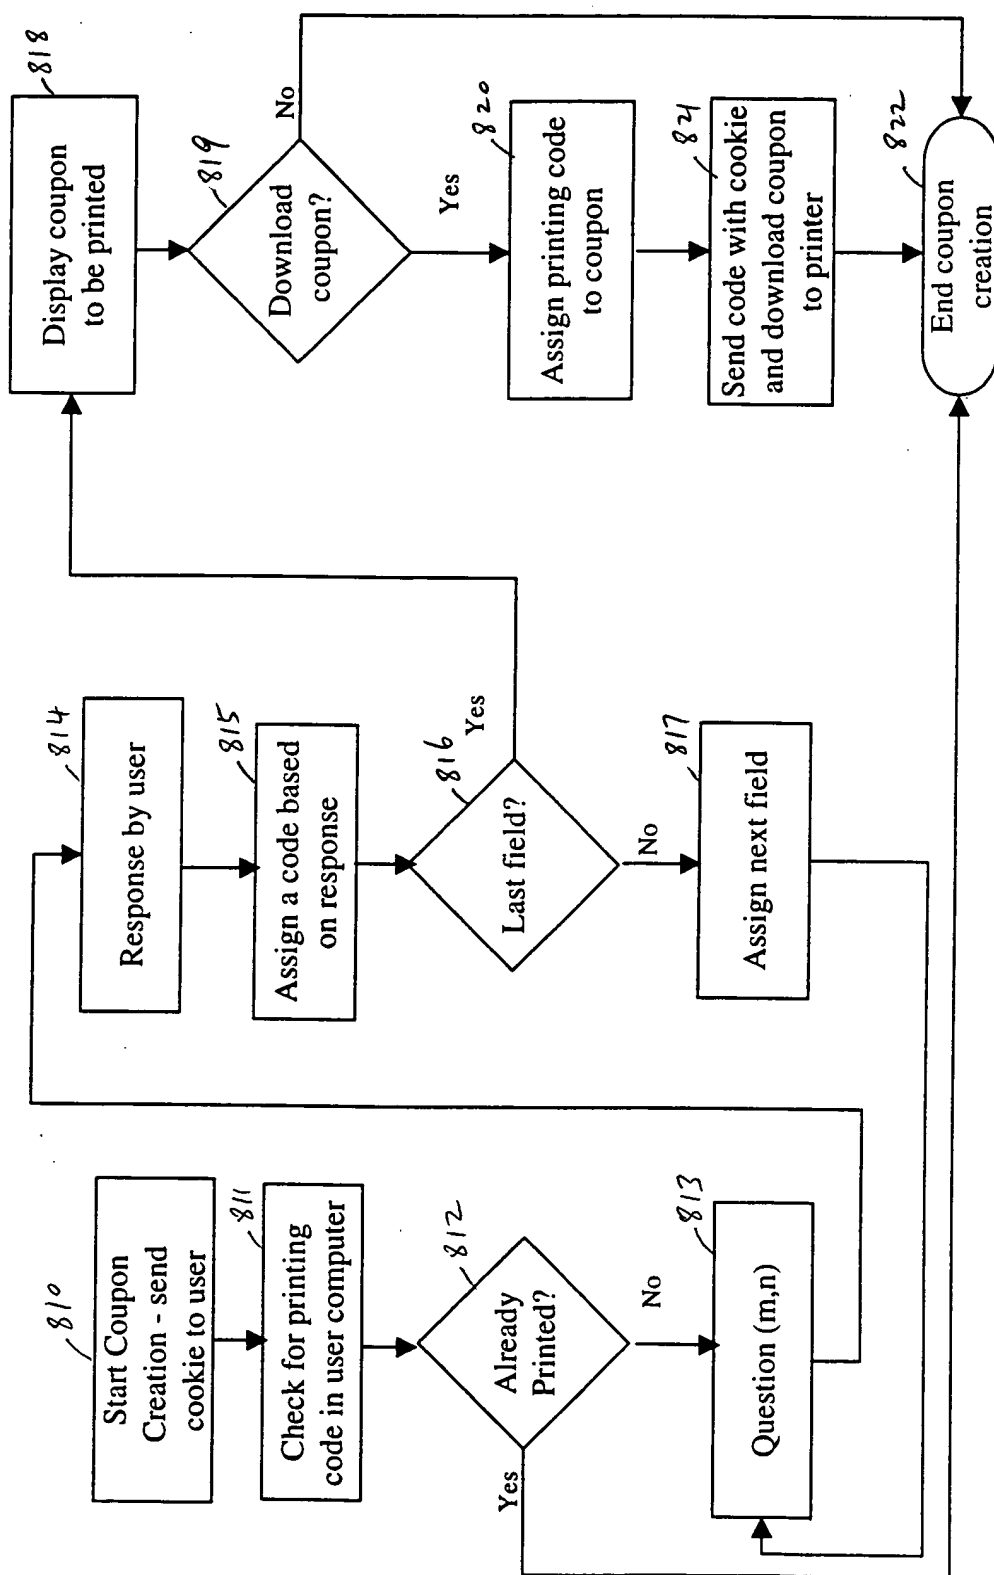 810
Start Coupon
Creation - send
cookie to user
811
Check for printing
code in user computer
812
Already
Printed?
Yes
No
813
Question (m,n)
814
Response by user
815
Assign a code based
on response
816
Last field?
Yes
No
817
Assign next field
818
Display coupon
to be printed
819
Download
coupon?
No
Yes
820
Assign printing code
to coupon
821
Send code with cookie
and download coupon
to printer
822
End coupon
creation